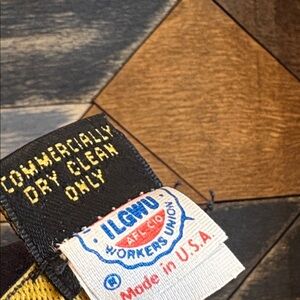 COMMERCIALLY
DRY CLEAN
ONLY
ILGWU
AFL.CIO
WORKERS UNION
®
Made in U.S.A.